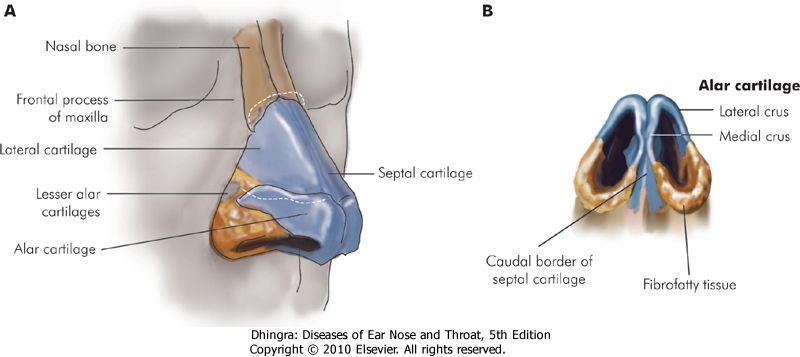 A
Nasal bone
Frontal process
of maxilla
Lateral cartilage
Lesser alar
cartilages
Alar cartilage
Septal cartilage
B
Alar cartilage
Lateral crus
Medial crus
Caudal border of
septal cartilage
Fibrofatty tissue
Dhingra: Diseases of Ear Nose and Throat, 5th Edition
Copyright © 2010 Elsevier. All rights reserved.